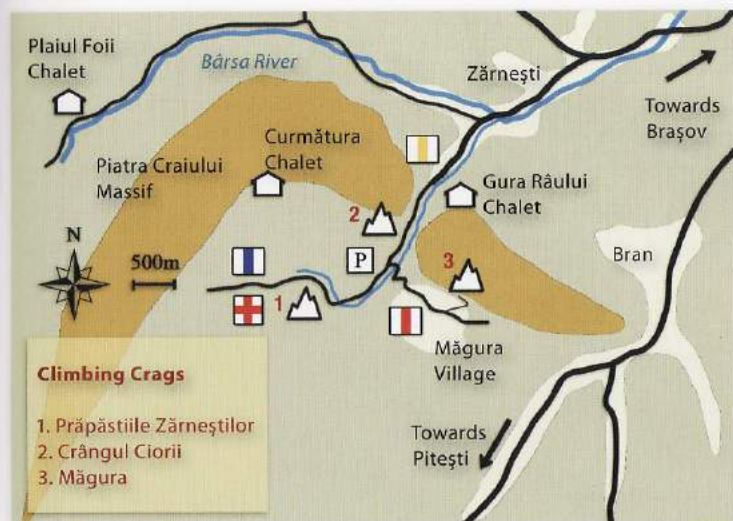 Plaiul Foii
Chalet
Bârsa River
Zărnești
Towards
Brașov
Curmătura
Chalet
Piatra Craiului
Massif
Gura Râului
Chalet
2
N
500m
P
3
Bran
1
Măgura
Village
Climbing Crags
1. Prăpăstiile Zărneștilor
2. Crângul Ciorii
3. Măgura
Towards
Pitești